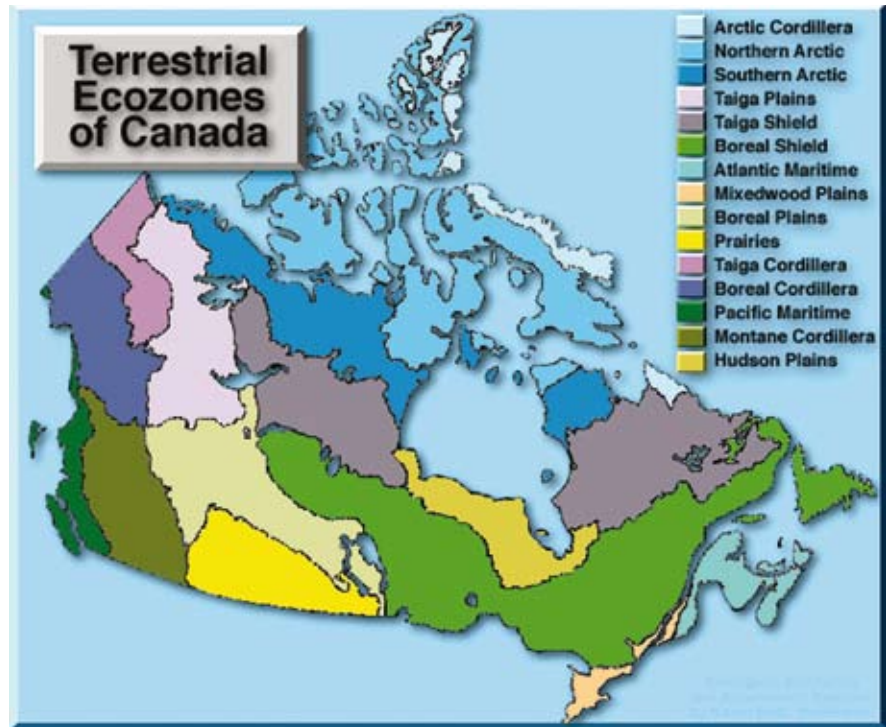 Terrestrial
Ecozones
of Canada
Arctic Cordillera
Northern Arctic
Southern Arctic
Taiga Plains
Taiga Shield
Boreal Shield
Atlantic Maritime
Mixedwood Plains
Boreal Plains
Prairies
Taiga Cordillera
Boreal Cordillera
Pacific Maritime
Montane Cordillera
Hudson Plains